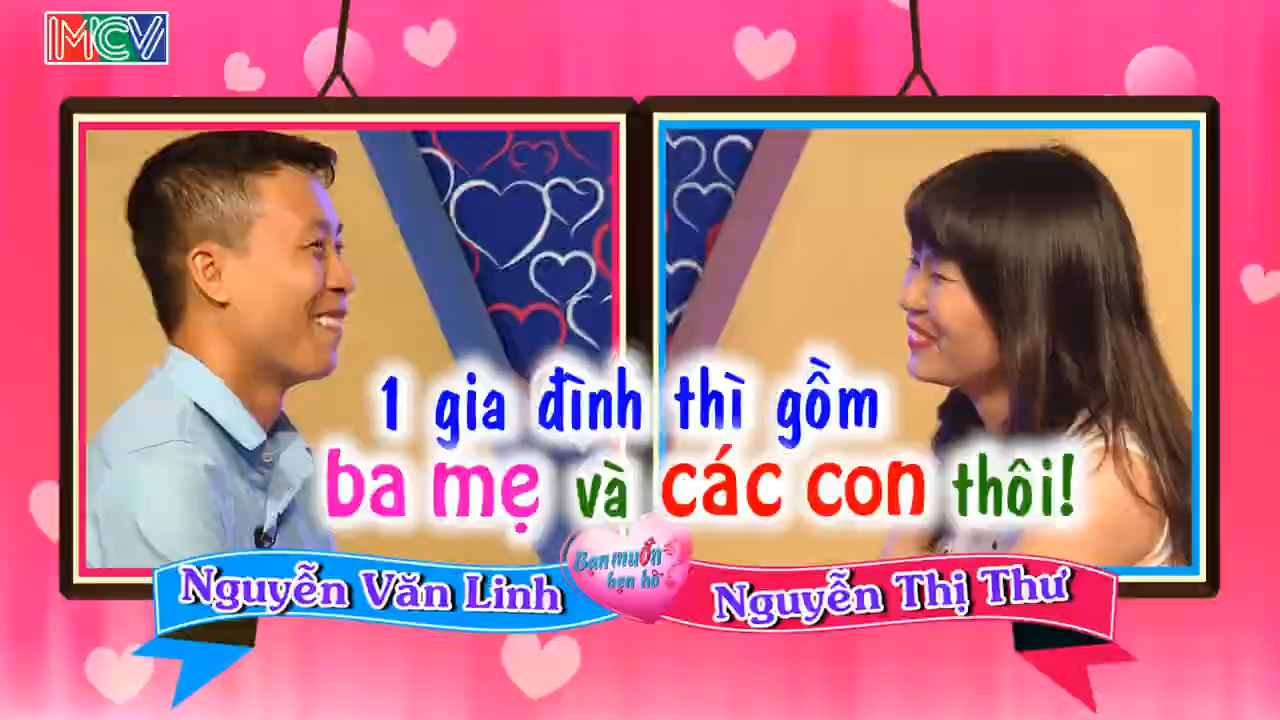 MCV
1 gia đình thì gồm
ba mẹ và các con thôi!
Bạn muốn
hẹn hò
Nguyễn Văn Linh
Nguyễn Thị Thư